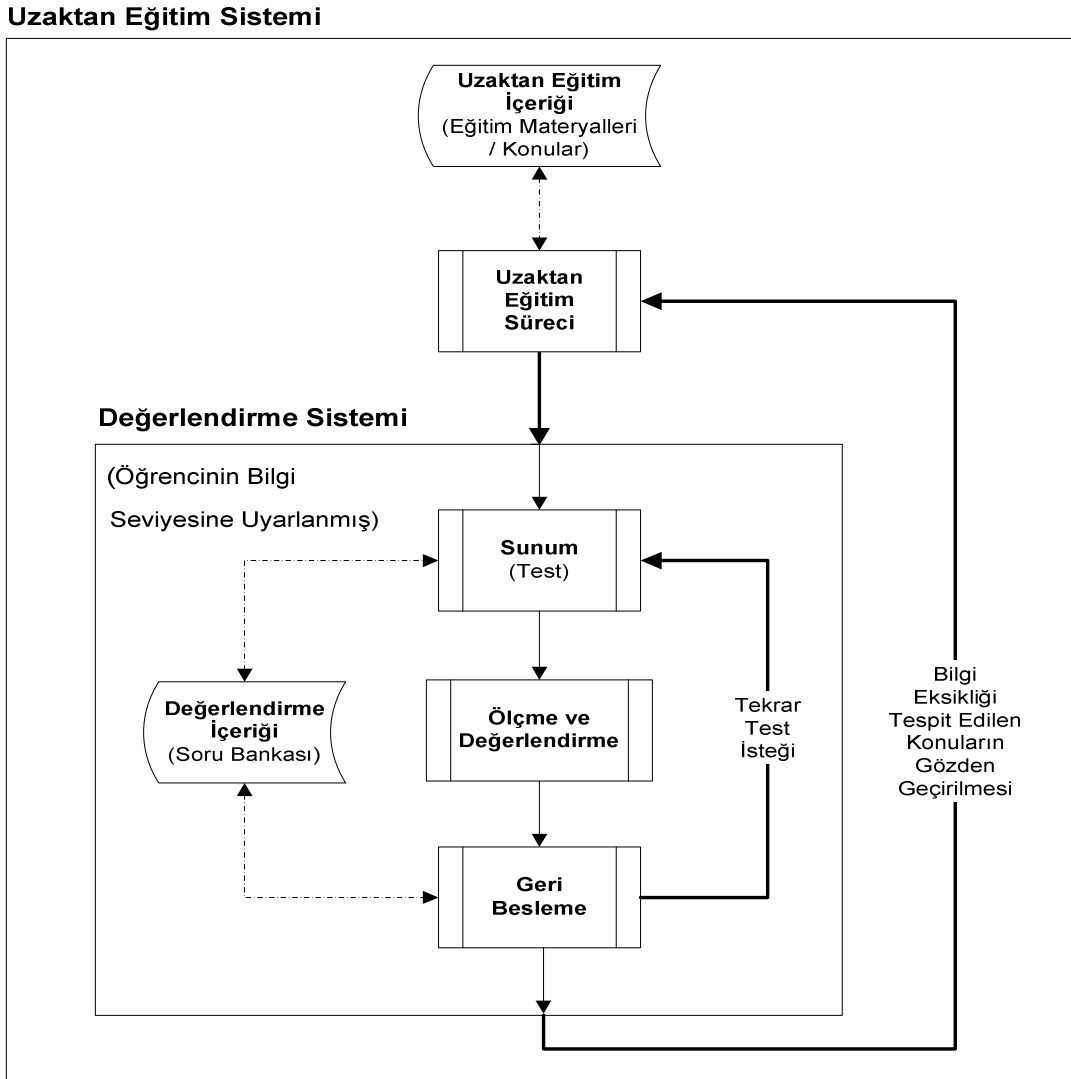 Uzaktan Eğitim Sistemi
Uzaktan Eğitim
İçeriği
(Eğitim Materyalleri
/ Konular)
Uzaktan
Eğitim
Süreci
Değerlendirme Sistemi
(Öğrencinin Bilgi
Seviyesine Uyarlanmış)
Sunum
(Test)
Değerlendirme
İçeriği
(Soru Bankası)
Ölçme ve
Değerlendirme
Tekrar
Test
İsteği
Bilgi
Eksikliği
Tespit Edilen
Konuların
Gözden
Geçirilmesi
Geri
Besleme